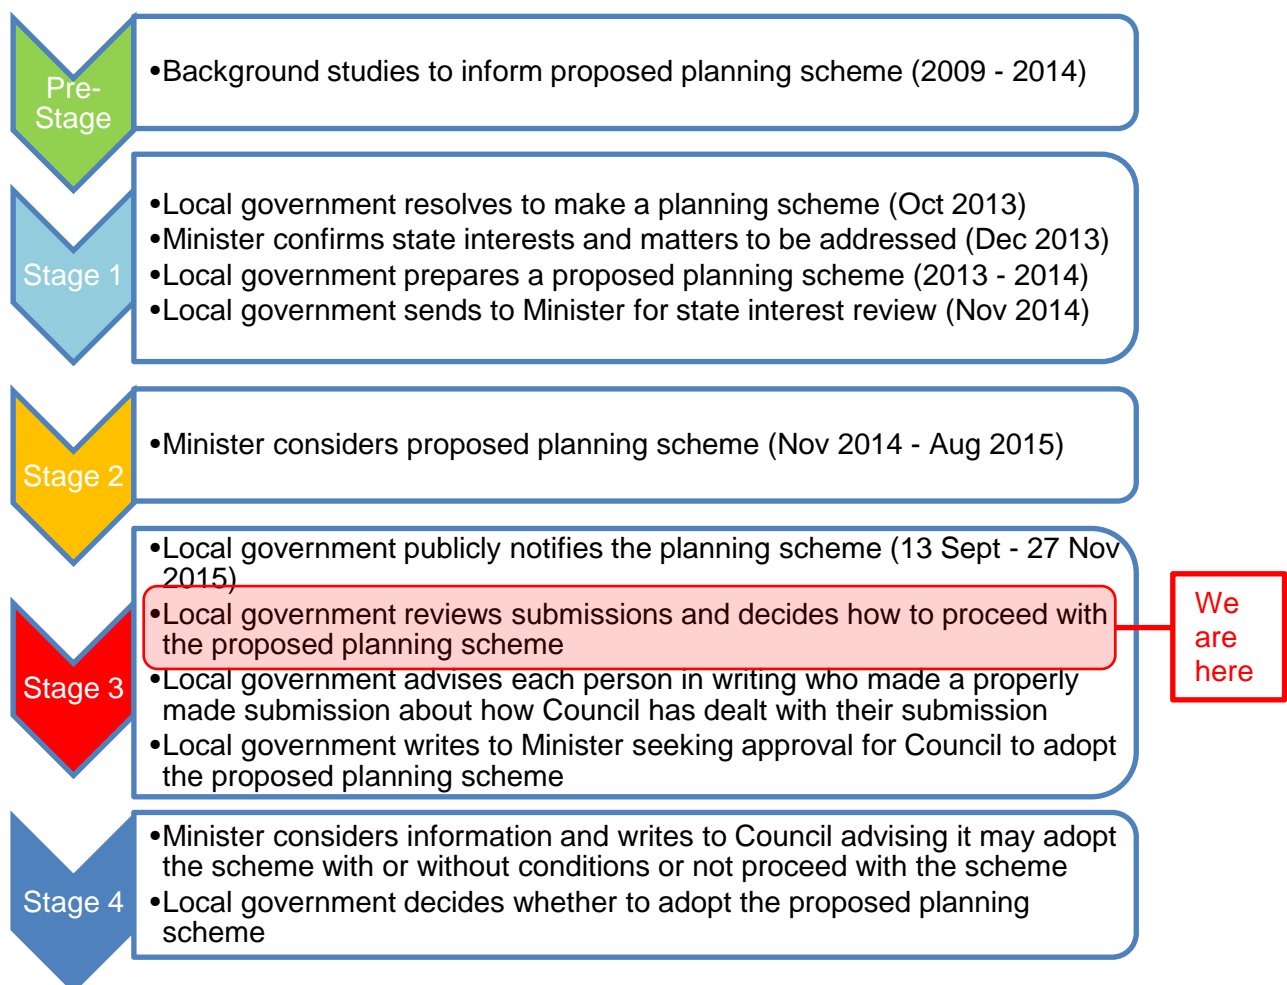 Pre-
Stage
•Background studies to inform proposed planning scheme (2009 - 2014)
Stage 1
•Local government resolves to make a planning scheme (Oct 2013)
•Minister confirms state interests and matters to be addressed (Dec 2013)
•Local government prepares a proposed planning scheme (2013 - 2014)
•Local government sends to Minister for state interest review (Nov 2014)
Stage 2
•Minister considers proposed planning scheme (Nov 2014 - Aug 2015)
Stage 3
•Local government publicly notifies the planning scheme (13 Sept - 27 Nov
2015)
•Local government reviews submissions and decides how to proceed with
the proposed planning scheme
•Local government advises each person in writing who made a properly
made submission about how Council has dealt with their submission
•Local government writes to Minister seeking approval for Council to adopt
the proposed planning scheme
We
are
here
Stage 4
•Minister considers information and writes to Council advising it may adopt
the scheme with or without conditions or not proceed with the scheme
•Local government decides whether to adopt the proposed planning
scheme